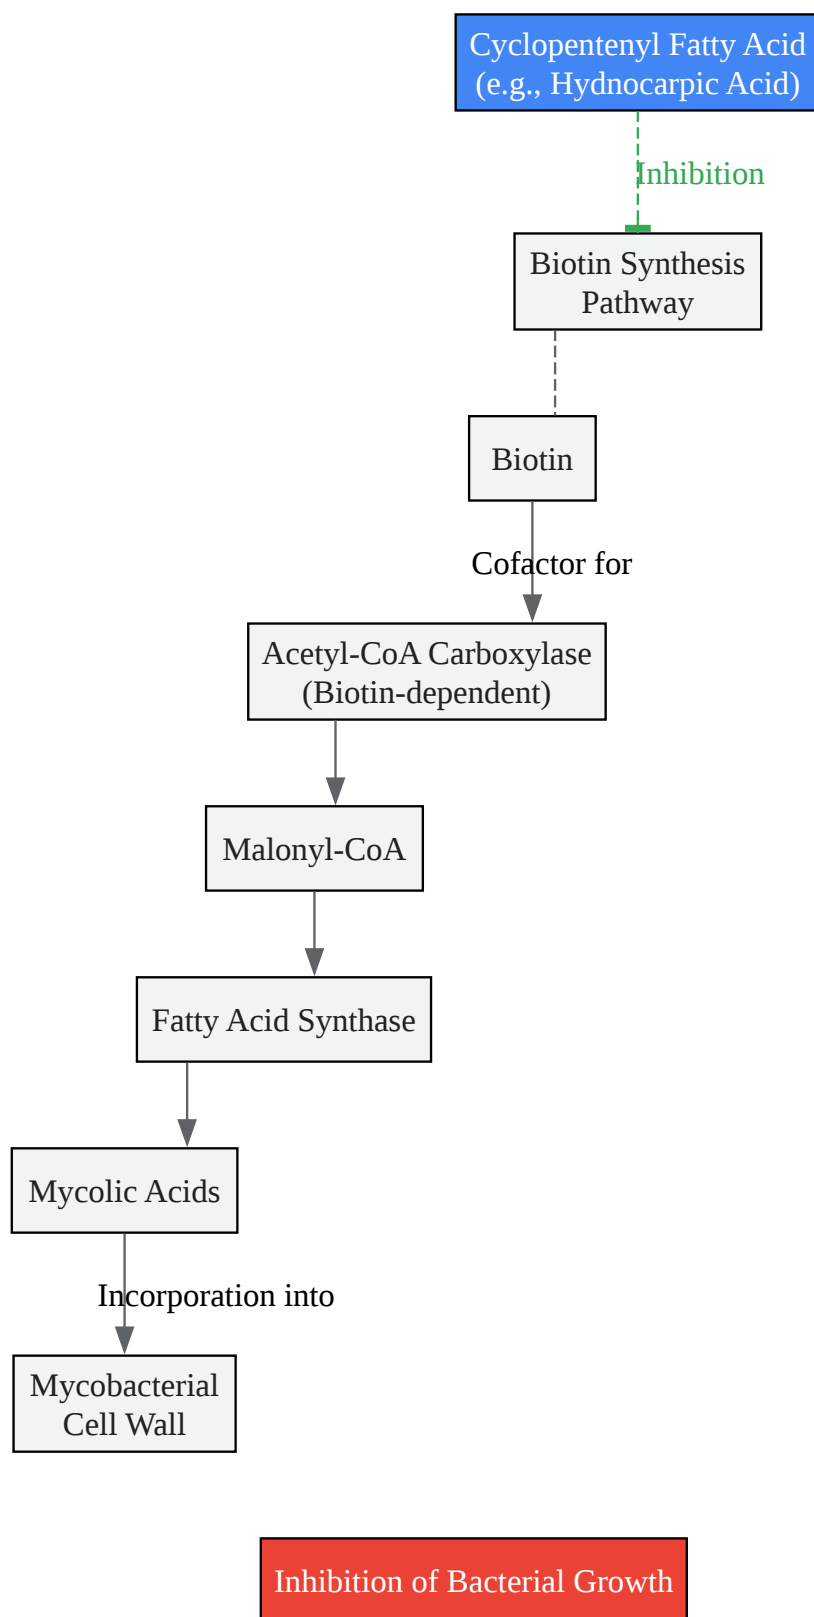 Cyclopentenyl Fatty Acid
(e.g., Hydnocarpic Acid)
Inhibition
Biotin Synthesis
Pathway
Biotin
Cofactor for
Acetyl-CoA Carboxylase
(Biotin-dependent)
Malonyl-CoA
Fatty Acid Synthase
Mycolic Acids
Incorporation into
Mycobacterial
Cell Wall
Inhibition of Bacterial Growth